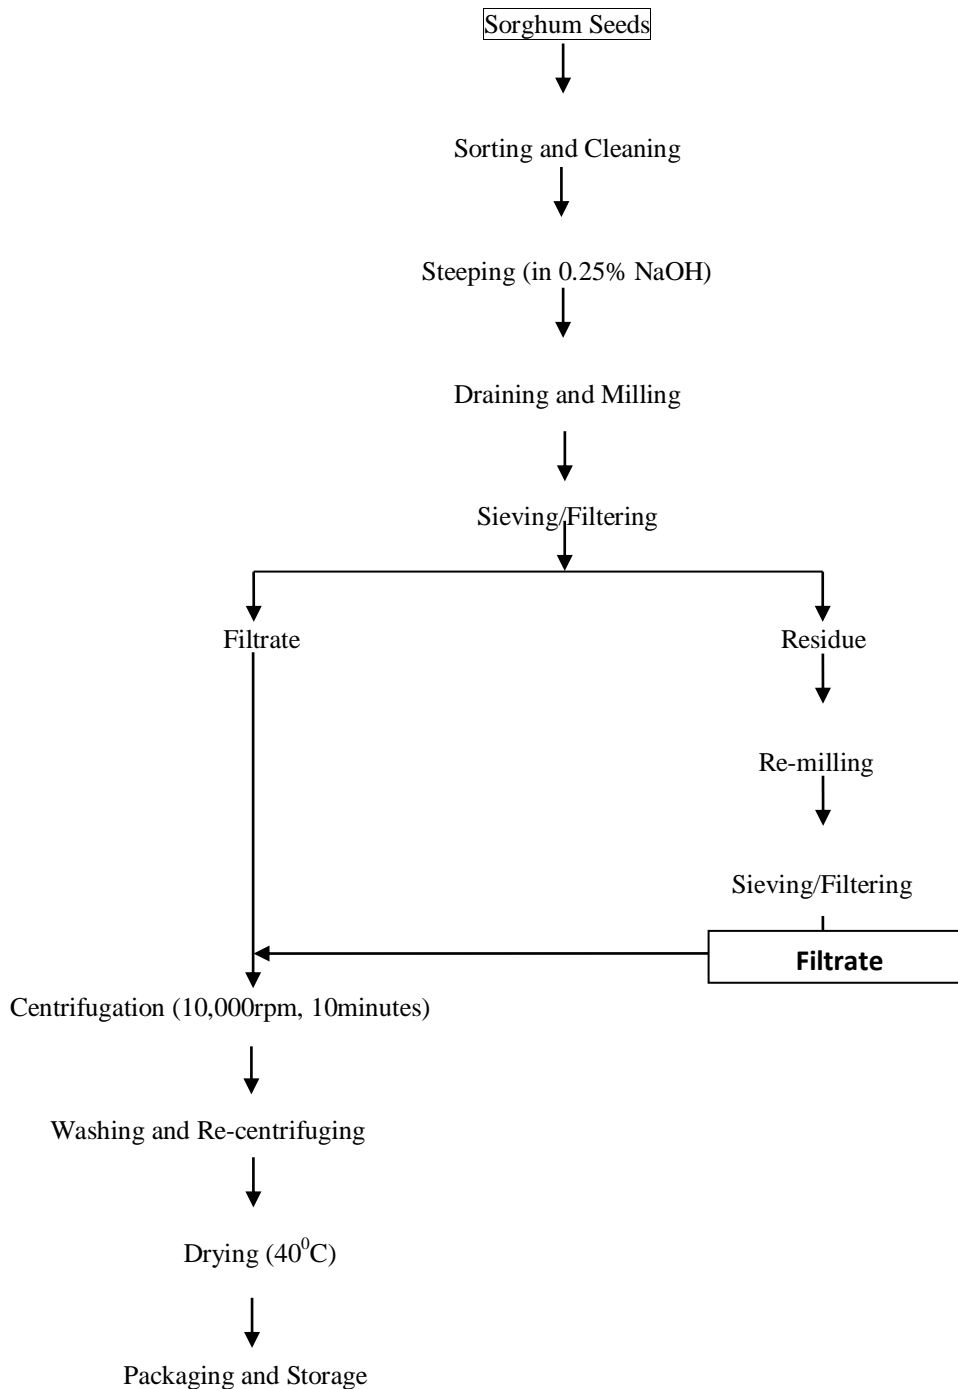 Sorghum Seeds
Sorting and Cleaning
Steeping (in 0.25% NaOH)
Draining and Milling
Sieving/Filtering
Filtrate
Residue
Re-milling
Sieving/Filtering
Filtrate
Centrifugation (10,000rpm, 10minutes)
Washing and Re-centrifuging
Drying (40⁰C)
Packaging and Storage